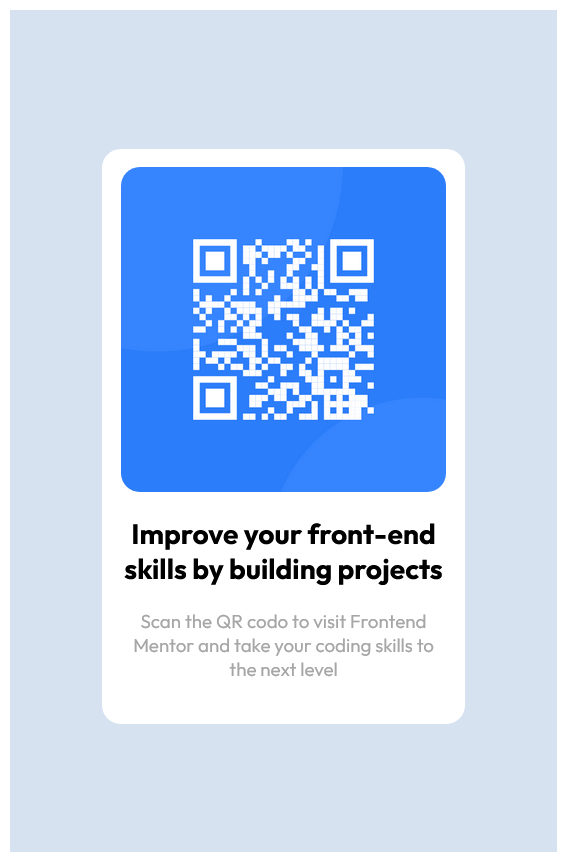 Improve your front-end
skills by building projects
Scan the QR codo to visit Frontend
Mentor and take your coding skills to
the next level